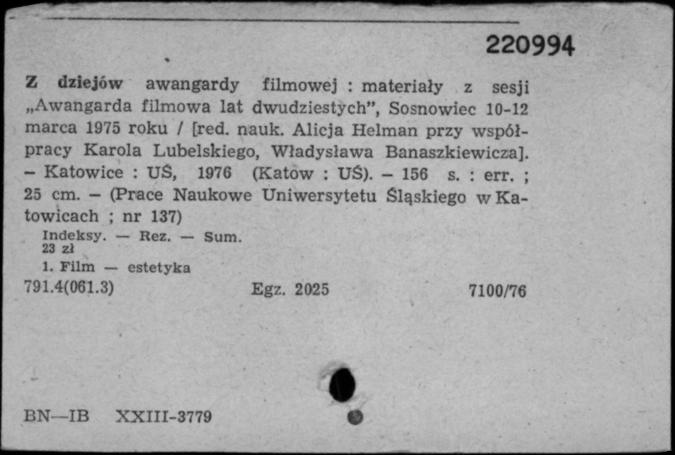 220994
Z dziejów awangardy filmowej : materiały z sesji
„Awangarda filmowa lat dwudziestych”, Sosnowiec 10-12
marca 1975 roku / [red. nauk. Alicja Helman przy współ-
pracy Karola Lubelskiego, Władysława Banaszkiewicza].
– Katowice : UŚ, 1976 (Katow : UŚ). – 156 s. : err. ;
25 cm. – (Prace Naukowe Uniwersytetu Śląskiego w Ka-
towicach ; nr 137)
Indeksy. — Rez. — Sum.
23 zł
1. Film — estetyka
791.4(061.3) Egz. 2025 7100/76
BN—IB XXIII-3779